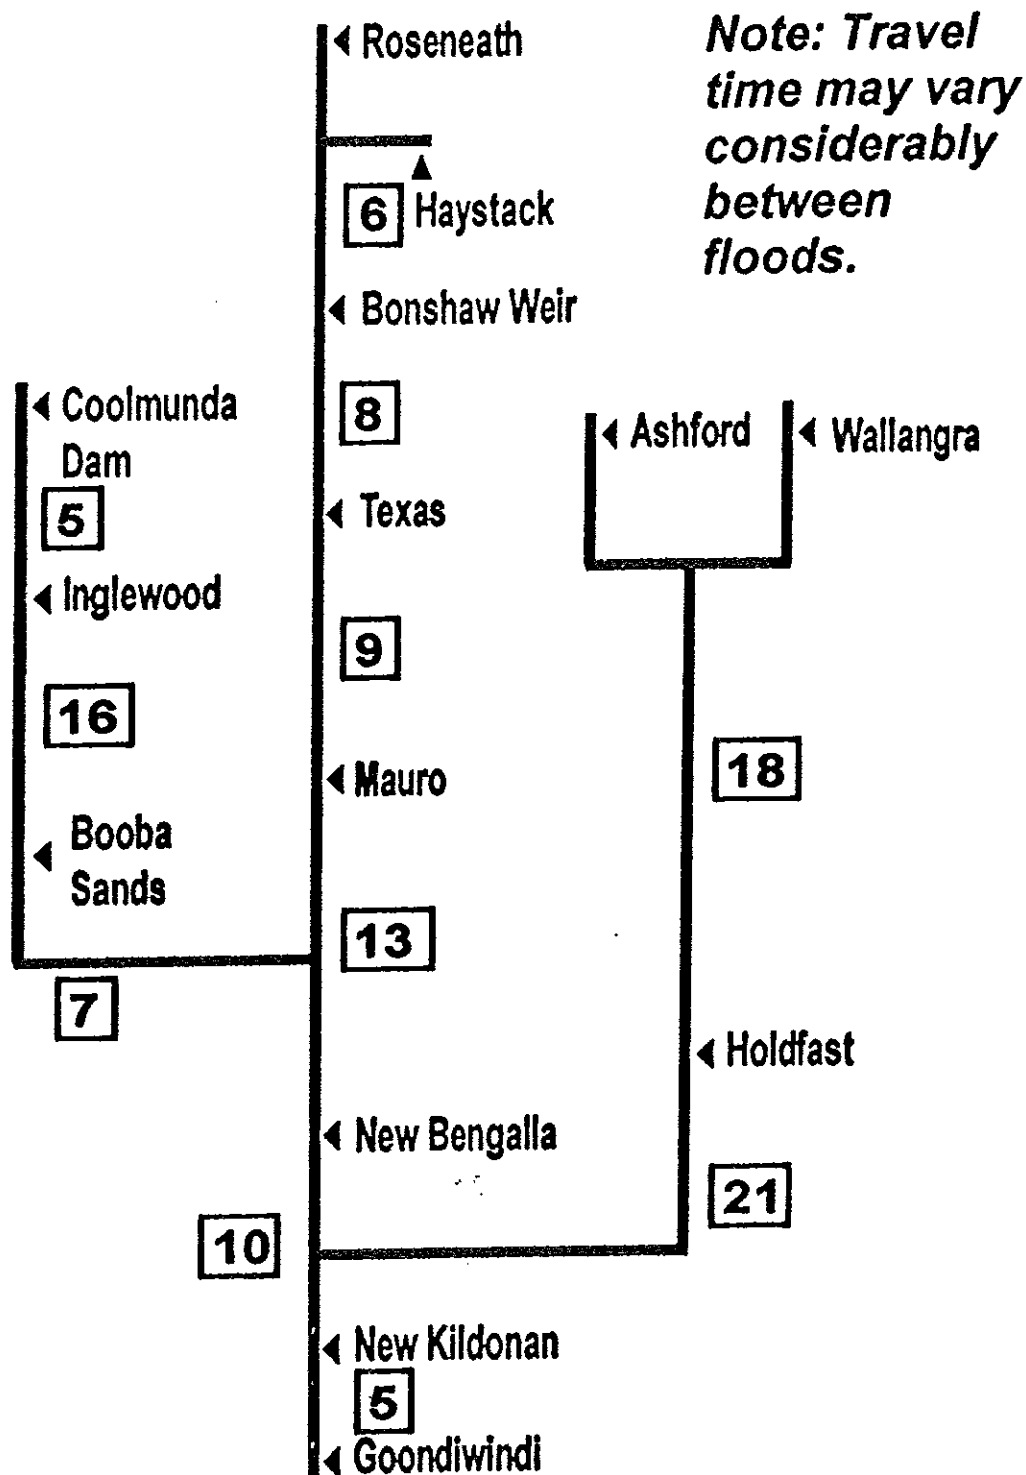 Roseneath
Note: Travel
time may vary
considerably
between
floods.
6
Haystack
Bonshaw Weir
Coolmunda
Dam
5
Inglewood
16
Booba
Sands
7
8
Texas
9
Mauro
13
New Bengalla
10
Ashford
Wallangra
18
Holdfast
21
New Kildonan
5
Goondiwindi